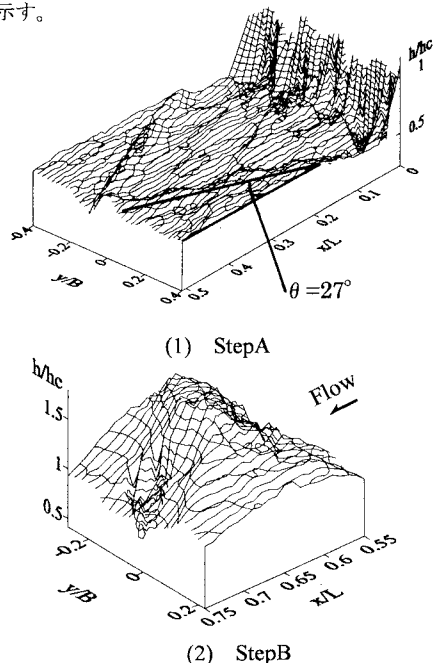 示す。
h/hc
1
0.5
0
0.1
0.2
0.3
0.4
0.5
x/L
-0.4
-0.2
0
0.2
0.4
y/B
θ =27°
(1) StepA
h/hc
1.5
1
0.5
Flow
-0.2
0
0.2
y/B
0.75
0.7
0.65
0.6
0.55
x/L
(2) StepB